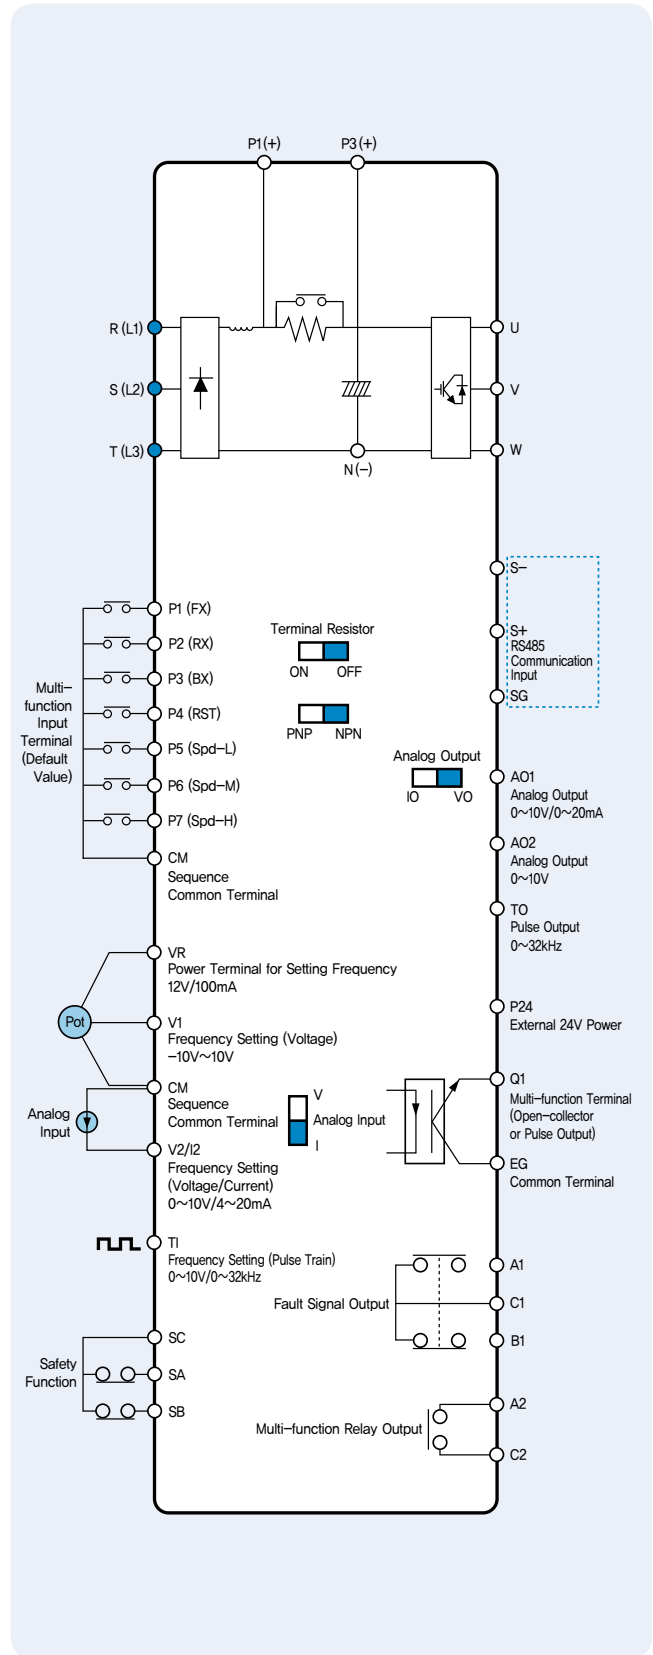 P1(+)
P3(+)
R (L1)
S (L2)
T (L3)
U
V
W
N(–)
S–
S+
RS485
Communication
Input
SG
Multi–
function
Input
Terminal
(Default
Value)
P1 (FX)
P2 (RX)
P3 (BX)
P4 (RST)
P5 (Spd–L)
P6 (Spd–M)
P7 (Spd–H)
CM
Sequence
Common Terminal
Terminal Resistor
ON OFF
PNP NPN
Analog Output
IO VO
AO1
Analog Output
0~10V/0~20mA
AO2
Analog Output
0~10V
TO
Pulse Output
0~32kHz
P24
External 24V Power
Pot
VR
Power Terminal for Setting Frequency
12V/100mA
V1
Frequency Setting (Voltage)
–10V~10V
Analog
Input
CM
Sequence
Common Terminal
V2/I2
Frequency Setting
(Voltage/Current)
0~10V/4~20mA
V
Analog Input
I
Q1
Multi–function Terminal
(Open–collector
or Pulse Output)
EG
Common Terminal
TI
Frequency Setting (Pulse Train)
0~10V/0~32kHz
Fault Signal Output
A1
C1
B1
Safety
Function
SC
SA
SB
Multi–function Relay Output
A2
C2